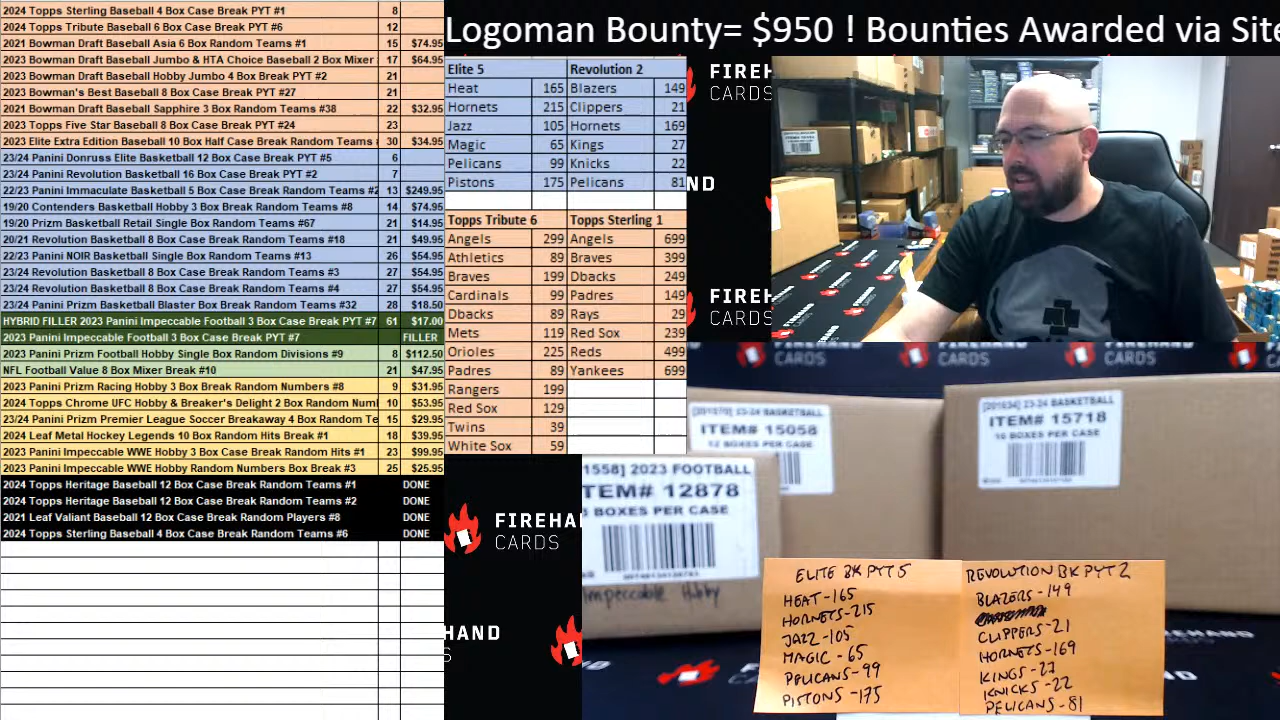 2024 Topps Sterling Baseball 4 Box Case Break PYT #1 8
2024 Topps Tribute Baseball 6 Box Case Break PYT #6 12
2021 Bowman Draft Baseball Asia 6 Box Random Teams #1 15 $74.95
2023 Bowman Draft Baseball Jumbo & HTA Choice Baseball 2 Box Mixer 17 $64.95
2023 Bowman Draft Baseball Hobby Jumbo 4 Box Break PYT #2 21
2023 Bowman's Best Baseball 8 Box Case Break PYT #27 21
2021 Bowman Draft Baseball Sapphire 3 Box Random Teams #38 22 $32.95
2023 Topps Five Star Baseball 8 Box Case Break PYT #24 23
2023 Elite Extra Edition Baseball 10 Box Half Case Break Random Teams 30 $34.95
23/24 Panini Donruss Elite Basketball 12 Box Case Break PYT #5 6
23/24 Panini Revolution Basketball 16 Box Case Break PYT #2 7
22/23 Panini Immaculate Basketball 5 Box Case Break Random Teams #2 13 $249.95
19/20 Contenders Basketball Hobby 3 Box Break Random Teams #8 14 $74.95
19/20 Prizm Basketball Retail Single Box Random Teams #67 21 $14.95
20/21 Revolution Basketball 8 Box Case Break Random Teams #18 21 $49.95
22/23 Panini NOIR Basketball Single Box Random Teams #13 26 $54.95
23/24 Revolution Basketball 8 Box Case Break Random Teams #3 27 $54.95
23/24 Revolution Basketball 8 Box Case Break Random Teams #4 27 $54.95
23/24 Panini Prizm Basketball Blaster Box Break Random Teams #32 28 $18.50
HYBRID FILLER 2023 Panini Impeccable Football 3 Box Case Break PYT #7 61 $17.00
2023 Panini Impeccable Football 3 Box Case Break PYT #7 FILLER
2023 Panini Prizm Football Hobby Single Box Random Divisions #9 8 $112.50
NFL Football Value 8 Box Mixer Break #10 21 $47.95
2023 Panini Prizm Racing Hobby 3 Box Break Random Numbers #8 9 $31.95
2024 Topps Chrome UFC Hobby & Breaker's Delight 2 Box Random Num 10 $53.95
23/24 Panini Prizm Premier League Soccer Breakaway 4 Box Random Te 15 $29.95
2024 Leaf Metal Hockey Legends 10 Box Random Hits Break #1 18 $39.95
2023 Panini Impeccable WWE Hobby 3 Box Case Break Random Hits #1 23 $99.95
2023 Panini Impeccable WWE Hobby Random Numbers Box Break #3 25 $25.95
2024 Topps Heritage Baseball 12 Box Case Break Random Teams #1 DONE
2024 Topps Heritage Baseball 12 Box Case Break Random Teams #2 DONE
2021 Leaf Valiant Baseball 12 Box Case Break Random Players #8 DONE
2024 Topps Sterling Baseball 4 Box Case Break Random Teams #6 DONE
Logoman Bounty= $950 ! Bounties Awarded via Site
Elite 5 Revolution 2
Heat 165 Blazers 149
Hornets 215 Clippers 21
Jazz 105 Hornets 169
Magic 65 Kings 27
Pelicans 99 Knicks 22
Pistons 175 Pelicans 81
Topps Tribute 6 Topps Sterling 1
Angels 299 Angels 699
Athletics 89 Braves 399
Braves 199 Dbacks 249
Cardinals 99 Padres 149
Dbacks 89 Rays 29
Mets 119 Red Sox 239
Orioles 225 Reds 499
Padres 89 Yankees 699
Rangers 199
Red Sox 129
Twins 39
White Sox 59
FIREH
CARDS
ND
FIREH
CARDS
FIREHAN
CARDS
HAND
S
CARDS
CARDS
23-24 BASKETBALL
ITEM# 15058
12 BOXES PER CASE
23-24 BASKETBALL
ITEM# 15718
16 BOXES PER CASE
1558] 2023 FOOTBALL
ITEM# 12878
3 BOXES PER CASE
Impeccable Hobby
ELITE BK PYT 5
HEAT-165
HORNETS-215
JAZZ-105
MAGIC-65
PELICANS-99
PISTONS-175
REVOLUTION BK PYT 2
BLAZERS-149
CLIPPERS-21
HORNETS-169
KINGS-27
KNICKS-22
PELICANS-81
FIREHAND
CARDS